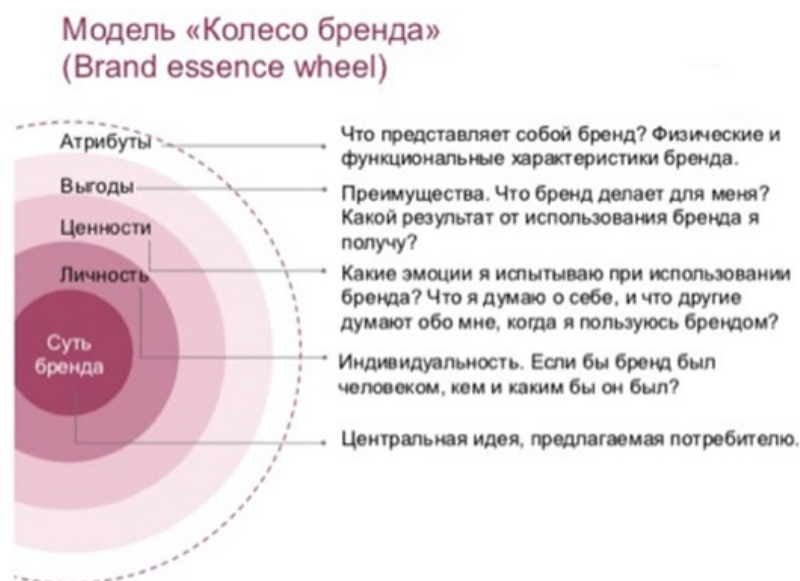 Модель «Колесо бренда»
(Brand essence wheel)
Атрибуты
Что представляет собой бренд? Физические и
функциональные характеристики бренда.
Выгоды
Преимущества. Что бренд делает для меня?
Какой результат от использования бренда я
получу?
Ценности
Какие эмоции я испытываю при использовании
бренда? Что я думаю о себе, и что другие
думают обо мне, когда я пользуюсь брендом?
Личность
Индивидуальность. Если бы бренд был
человеком, кем и каким бы он был?
Суть
бренда
Центральная идея, предлагаемая потребителю.